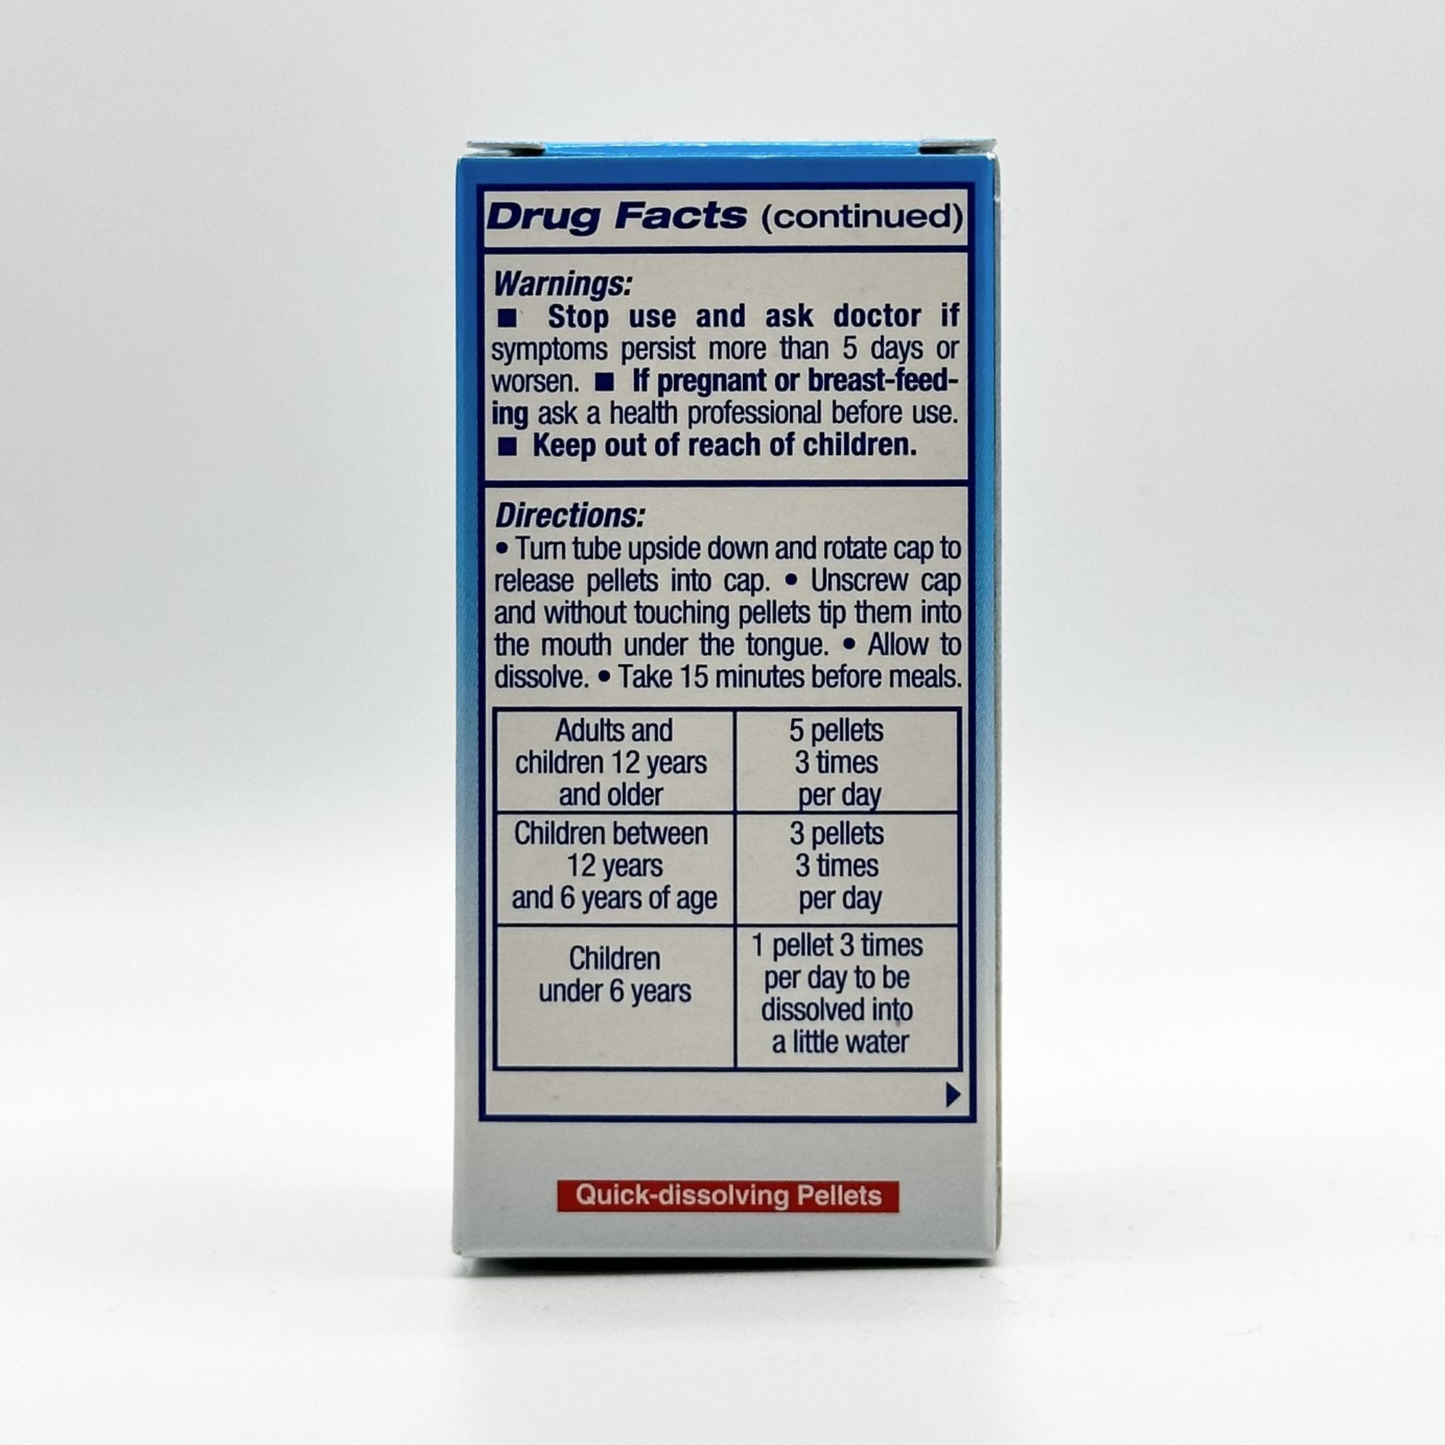 Drug Facts (continued)
Warnings:
■ Stop use and ask doctor if
symptoms persist more than 5 days or
worsen. ■ If pregnant or breast-feed-
ing ask a health professional before use.
■ Keep out of reach of children.
Directions:
• Turn tube upside down and rotate cap to
release pellets into cap. • Unscrew cap
and without touching pellets tip them into
the mouth under the tongue. • Allow to
dissolve. • Take 15 minutes before meals.
Adults and
children 12 years
and older
5 pellets
3 times
per day
Children between
12 years
and 6 years of age
3 pellets
3 times
per day
Children
under 6 years
1 pellet 3 times
per day to be
dissolved into
a little water
Quick-dissolving Pellets